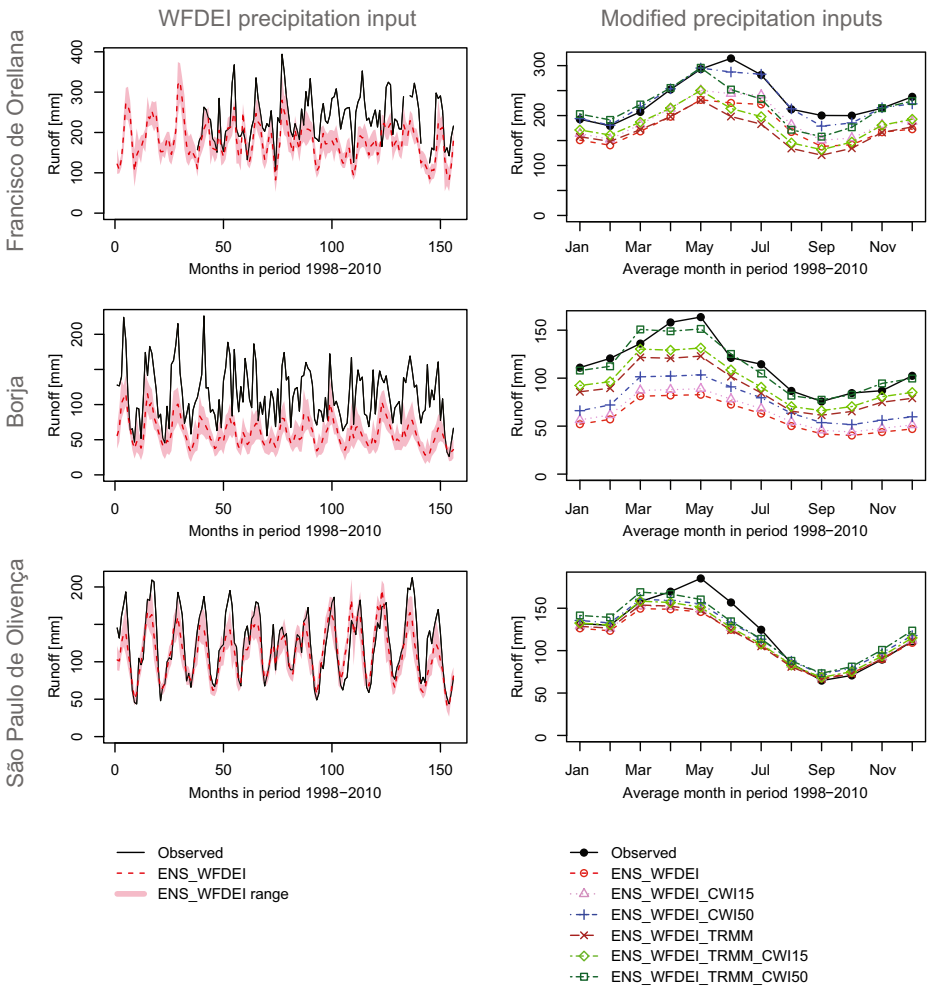 WFDEI precipitation input
Modified precipitation inputs
Francisco de Orellana
Runoff [mm]
0 100 200 300 400
0 50 100 150
Months in period 1998−2010
Runoff [mm]
0 100 200 300
Jan Mar May Jul Sep Nov
Average month in period 1998−2010
Borja
Runoff [mm]
0 50 100 200
0 50 100 150
Months in period 1998−2010
Runoff [mm]
0 50 100 150
Jan Mar May Jul Sep Nov
Average month in period 1998−2010
São Paulo de Olivença
Runoff [mm]
0 50 100 200
0 50 100 150
Months in period 1998−2010
Runoff [mm]
0 50 100 150
Jan Mar May Jul Sep Nov
Average month in period 1998−2010
Observed
ENS_WFDEI
ENS_WFDEI range
Observed
ENS_WFDEI
ENS_WFDEI_CWI15
ENS_WFDEI_CWI50
ENS_WFDEI_TRMM
ENS_WFDEI_TRMM_CWI15
ENS_WFDEI_TRMM_CWI50